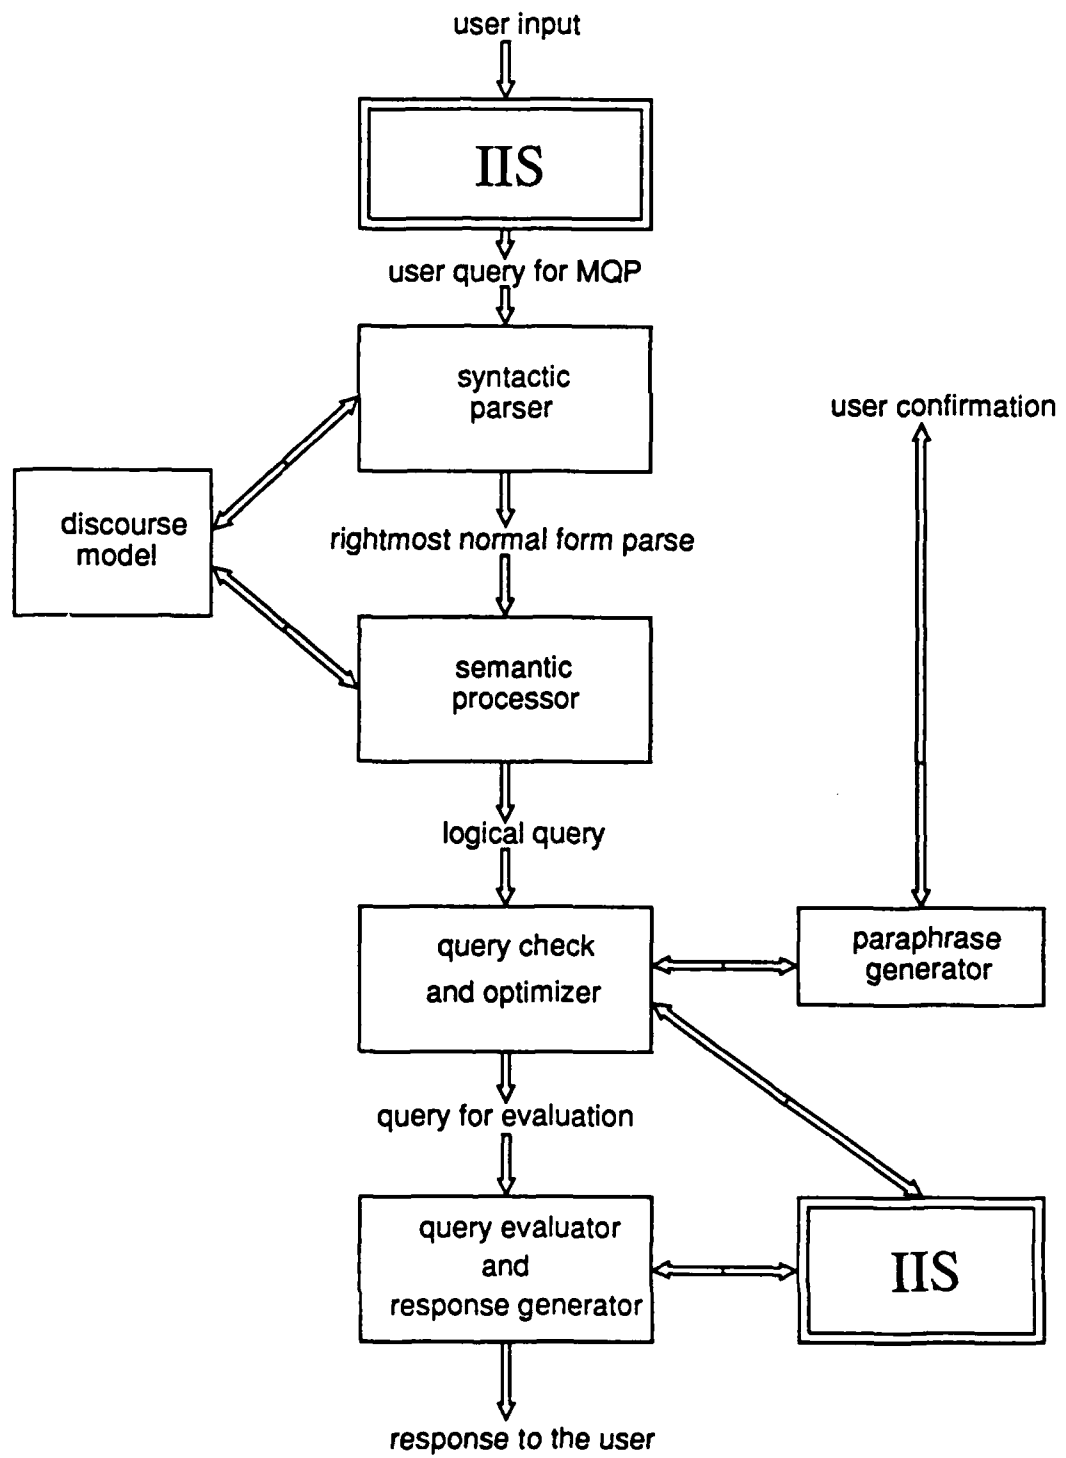 user input
IIS
user query for MQP
syntactic
parser
user confirmation
discourse
model
rightmost normal form parse
semantic
processor
logical query
query check
and optimizer
paraphrase
generator
query for evaluation
query evaluator
and
response generator
IIS
response to the user